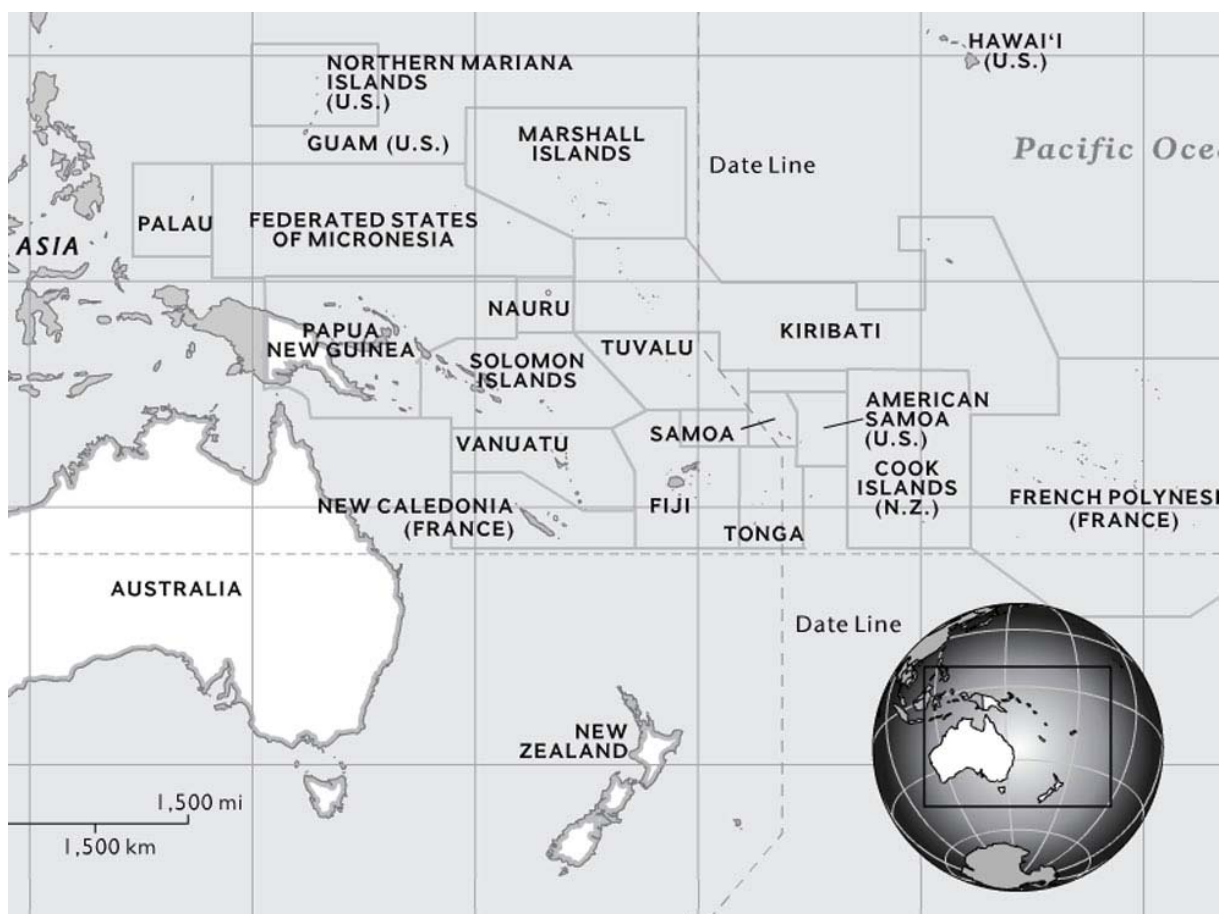 HAWAI‘I
(U.S.)
NORTHERN MARIANA
ISLANDS
(U.S.)
GUAM (U.S.)
MARSHALL
ISLANDS
Pacific Oce
Date Line
PALAU
FEDERATED STATES
OF MICRONESIA
ASIA
NAURU
KIRIBATI
PAPUA
NEW GUINEA
TUVALU
SOLOMON
ISLANDS
AMERICAN
SAMOA
(U.S.)
SAMOA
VANUATU
COOK
ISLANDS
(N.Z.)
NEW CALEDONIA
(FRANCE)
FIJI
TONGA
FRENCH POLYNESI
(FRANCE)
AUSTRALIA
Date Line
NEW
ZEALAND
1,500 mi
1,500 km